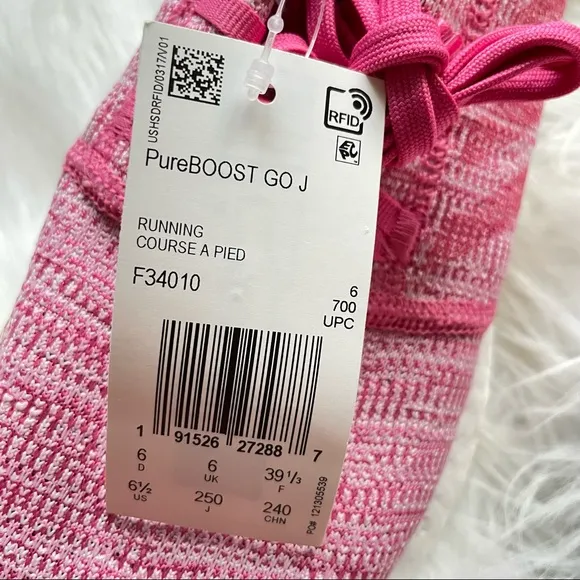 USHSDRFID/0317/V01
RFID
EPC
PureBOOST GO J
RUNNING
COURSE A PIED
F34010
6
700
UPC
1 91526 27288 7
6 6 39 1/3
D UK F
6½ 250 240
US J CHN
PO# 121305539